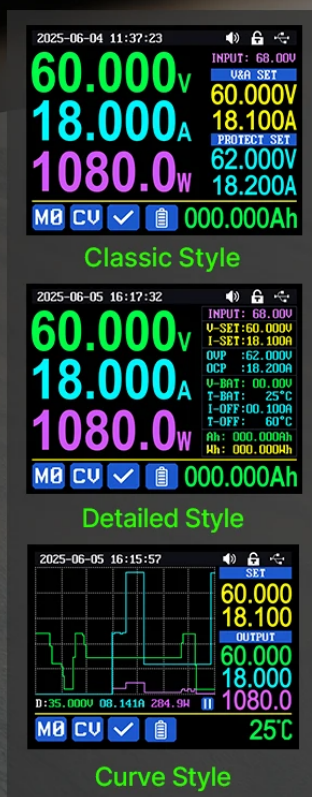 2025-06-04 11:37:23
INPUT: 68.00V
60.000V
V&A SET
60.000V
18.100A
18.000A
PROTECT SET
62.000V
18.200A
1080.0W
M0 CV 000.000Ah
Classic Style
2025-06-05 16:17:32
INPUT: 68.00V
60.000V
V-SET:60.000V
I-SET:18.100A
OVP :62.000V
OCP :18.200A
18.000A
V-BAT: 00.00V
T-BAT: 25°C
I-OFF:00.100A
T-OFF: 60°C
1080.0W
Ah: 000.000Ah
Wh: 000.000Wh
M0 CV 000.000Ah
Detailed Style
2025-06-05 16:15:57
SET
60.000
18.100
OUTPUT
60.000
18.000
1080.0
D:35.000V 08.141A 284.9W
M0 CV 25℃
Curve Style